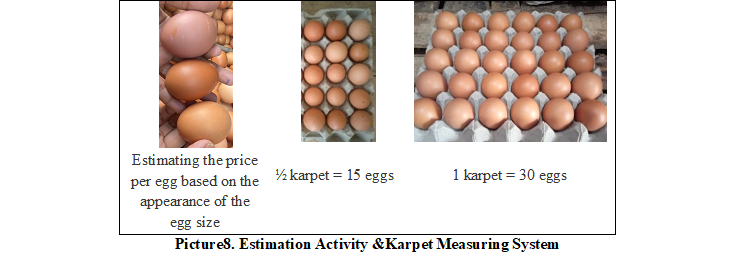 Estimating the price
per egg based on the
appearance of the
egg size
½ karpet = 15 eggs
1 karpet = 30 eggs
Picture8. Estimation Activity &Karpet Measuring System